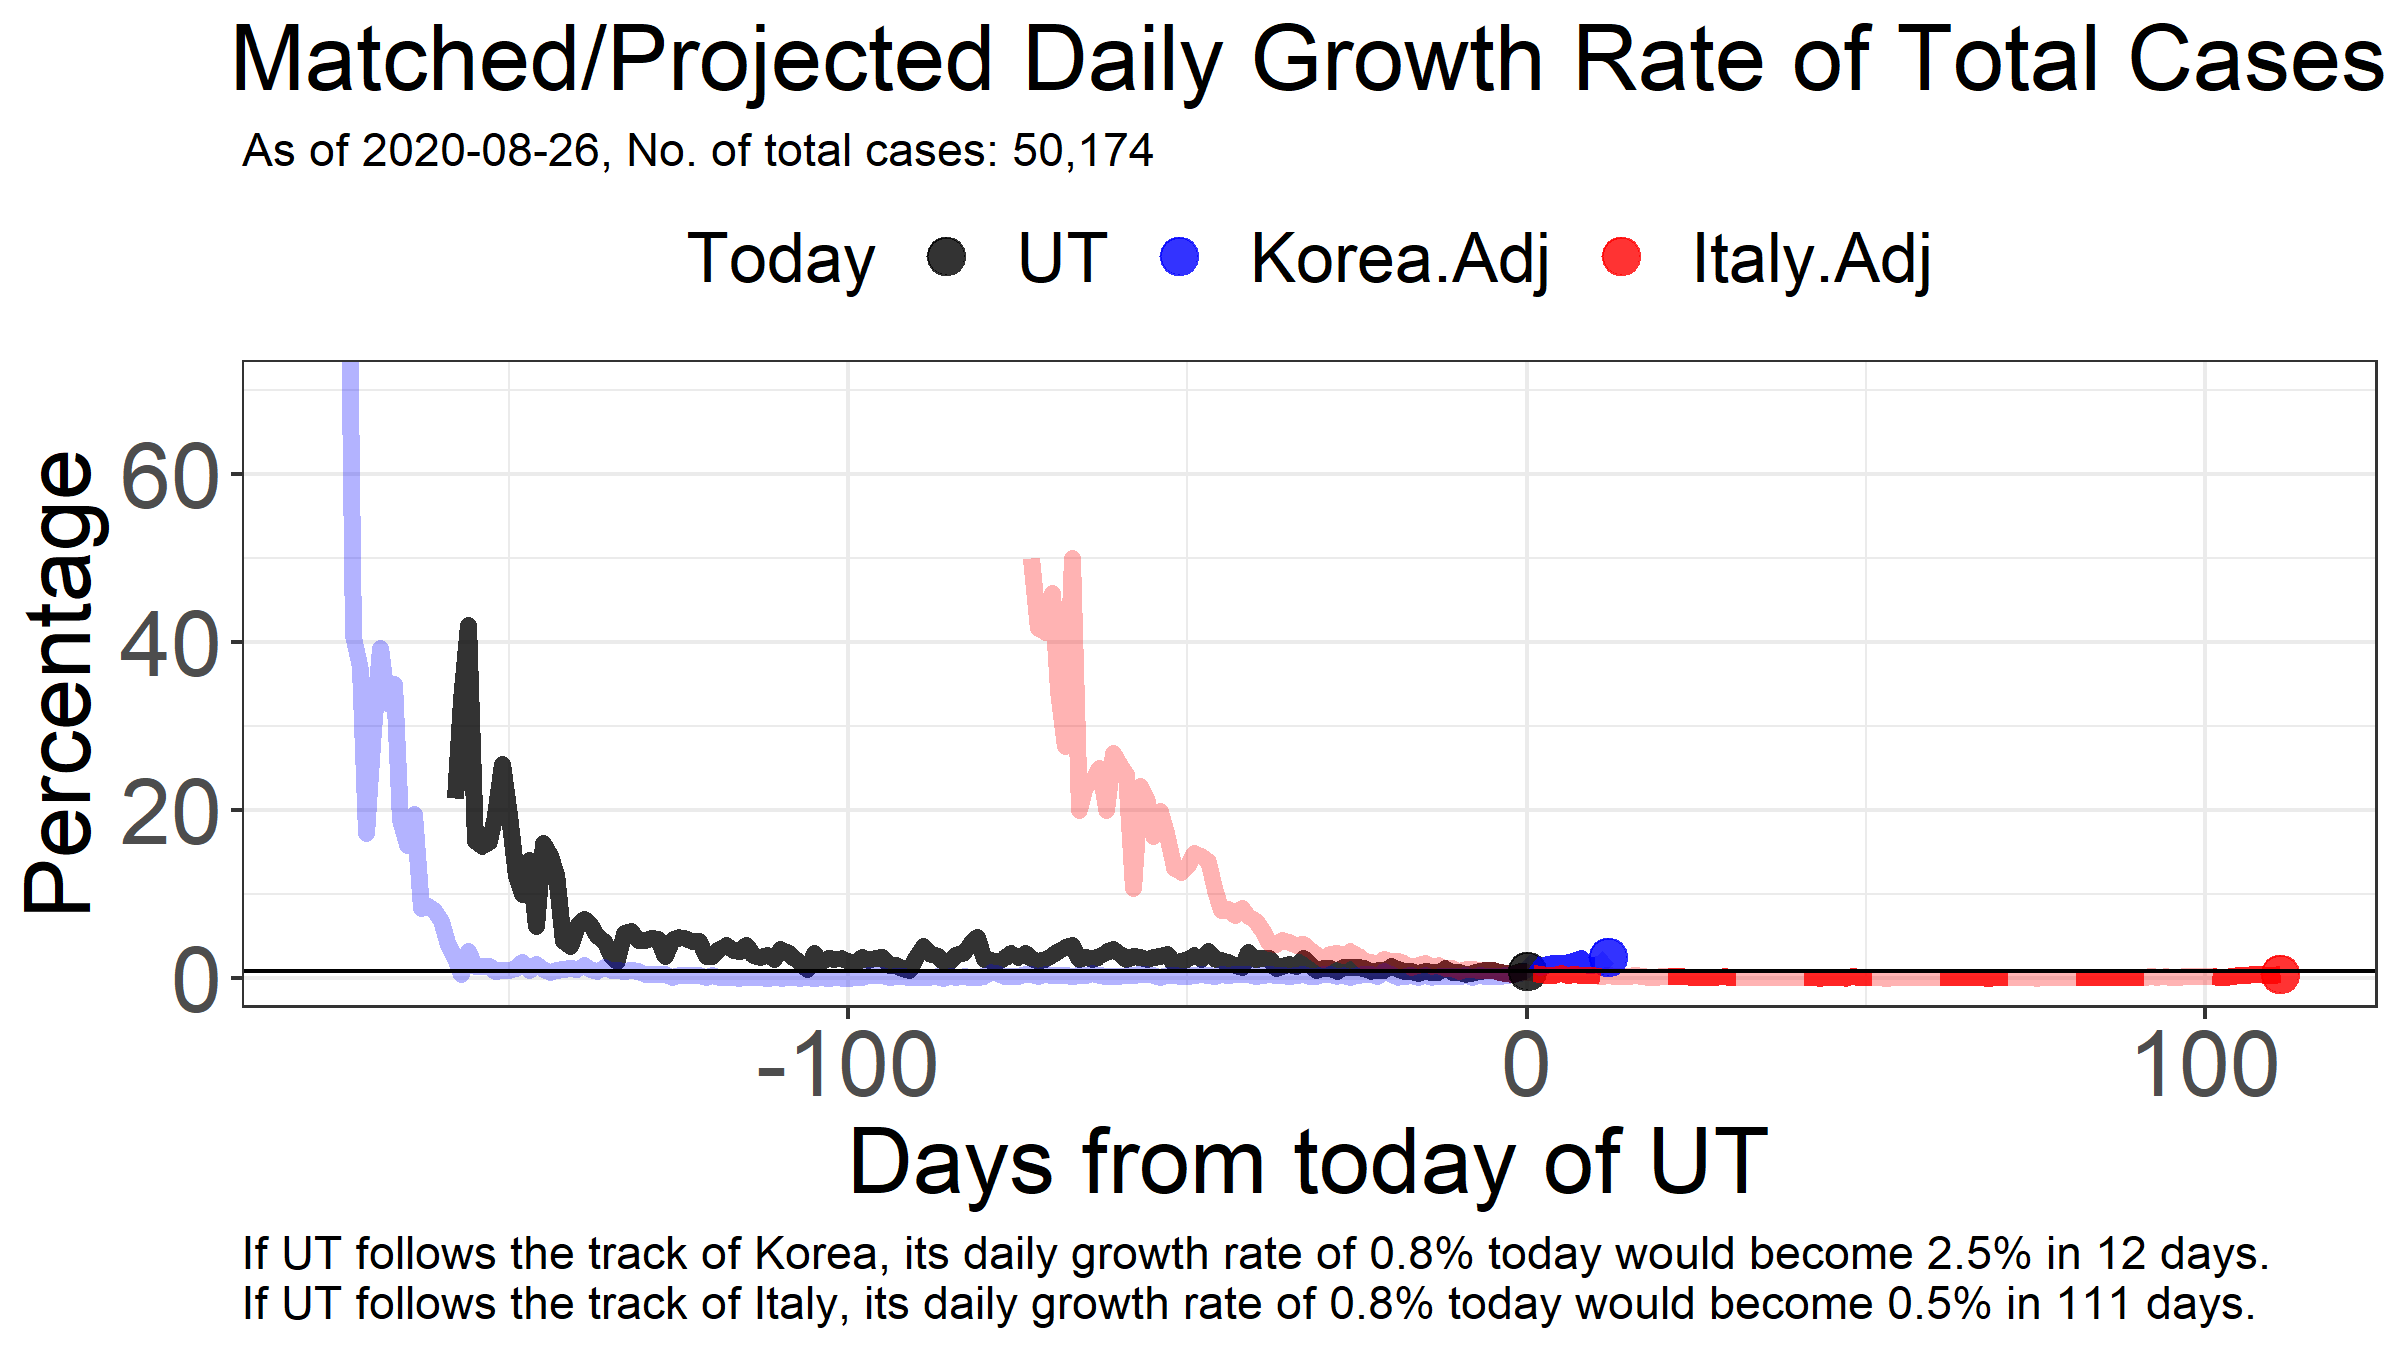 Matched/Projected Daily Growth Rate of Total Cases
As of 2020-08-26, No. of total cases: 50,174
Today UT Korea.Adj Italy.Adj
Percentage
60
40
20
0
-100 0 100
Days from today of UT
If UT follows the track of Korea, its daily growth rate of 0.8% today would become 2.5% in 12 days.
If UT follows the track of Italy, its daily growth rate of 0.8% today would become 0.5% in 111 days.